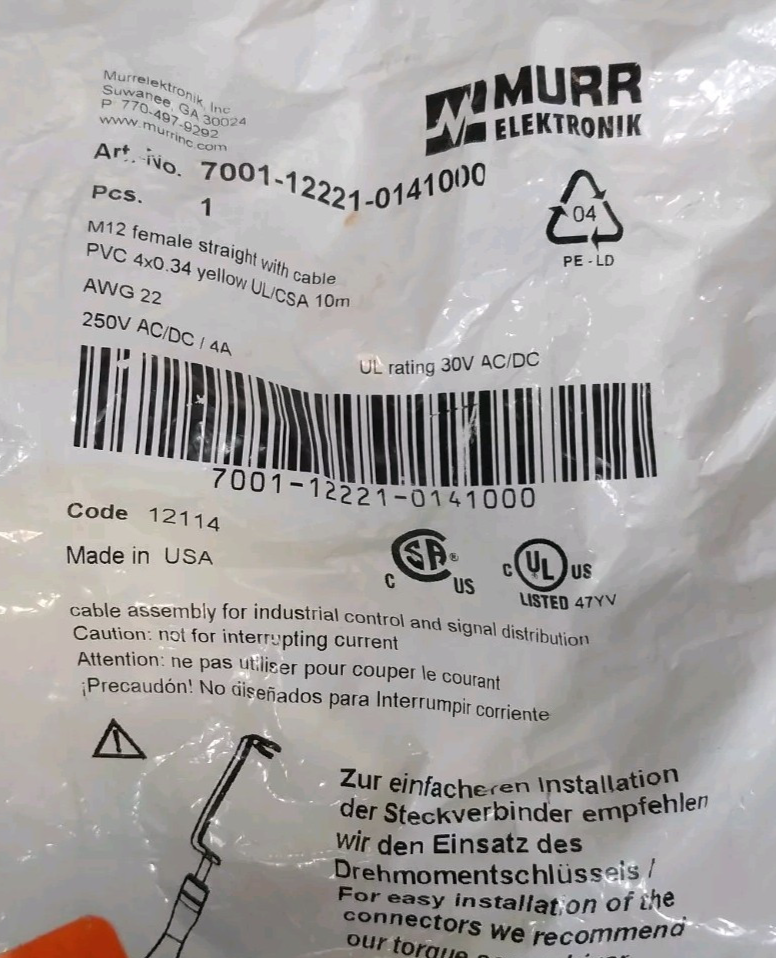 Murrelektronik, Inc
Suwanee, GA 30024
P 770-497-9292
www.murrinc.com
MURR
ELEKTRONIK
Art.-No. 7001-12221-0141000
Pcs. 1
04
PE-LD
M12 female straight with cable
PVC 4x0.34 yellow UL/CSA 10m
AWG 22
250V AC/DC / 4A
UL rating 30V AC/DC
7001-12221-0141000
Code 12114
Made in USA
C SA® US
C UL US
LISTED 47YV
cable assembly for industrial control and signal distribution
Caution: not for interrupting current
Attention: ne pas utiliser pour couper le courant
¡Precaudón! No diseñados para Interrumpir corriente
Zur einfacheren Installation
der Steckverbinder empfehlen
wir den Einsatz des
Drehmomentschlüssels /
For easy installation of the
connectors we recommend
our torque